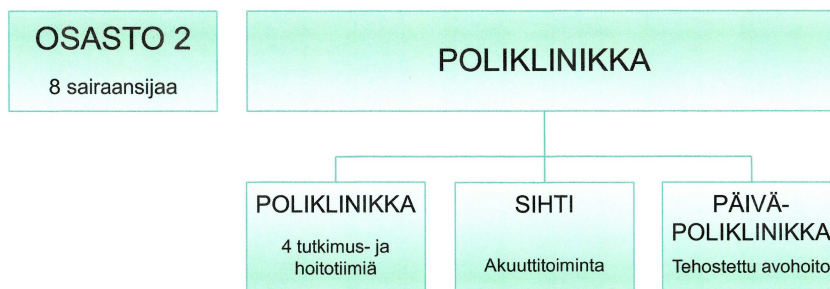 OSASTO 2
8 sairaansijaa
POLIKLINIKKA
POLIKLINIKKA
4 tutkimus- ja
hoitotiimiä
SIHTI
Akuuttitoiminta
PÄIVÄ-
POLIKLINIKKA
Tehostettu avohoito